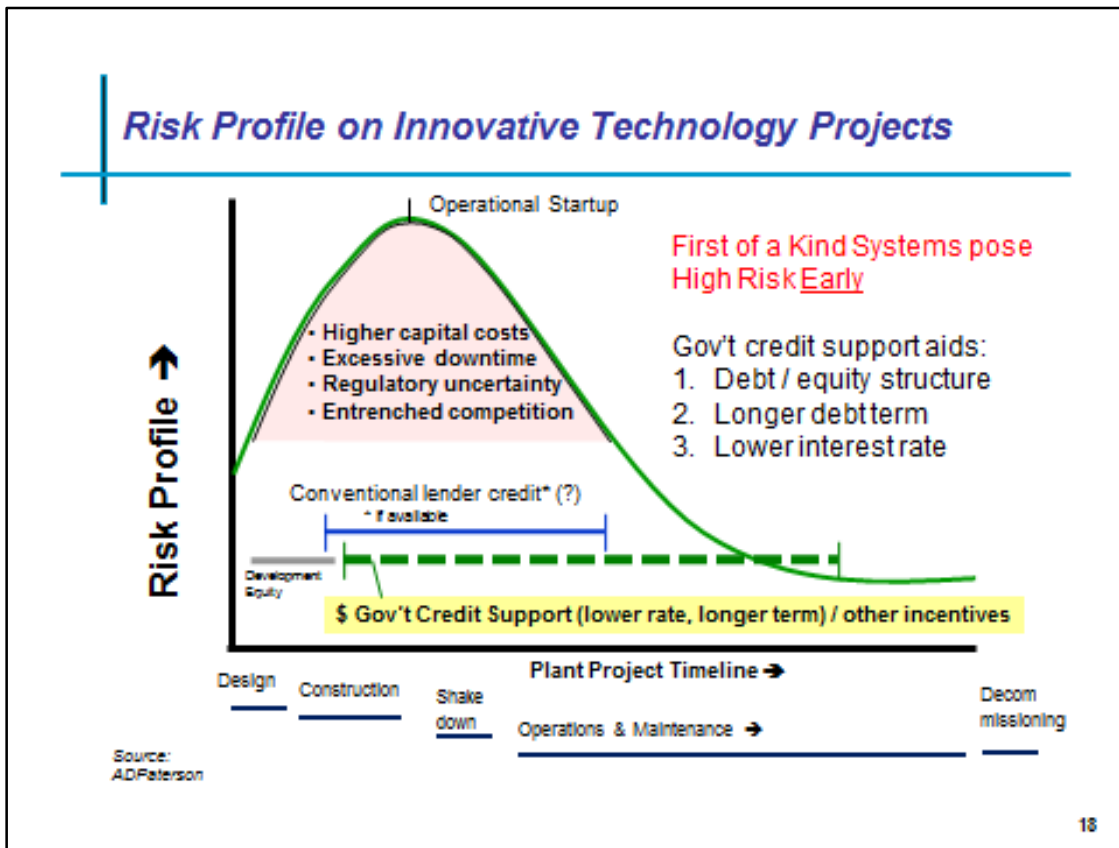 Risk Profile on Innovative Technology Projects
Operational Startup
First of a Kind Systems pose
High Risk Early
• Higher capital costs
• Excessive downtime
• Regulatory uncertainty
• Entrenched competition
Gov't credit support aids:
1. Debt / equity structure
2. Longer debt term
3. Lower interest rate
Risk Profile ➔
Conventional lender credit* (?)
* if available
Development
Equity
$ Gov't Credit Support (lower rate, longer term) / other incentives
Plant Project Timeline ➔
Design
Construction
Shake
down
Operations & Maintenance ➔
Decom
missioning
Source:
ADPaterson
18